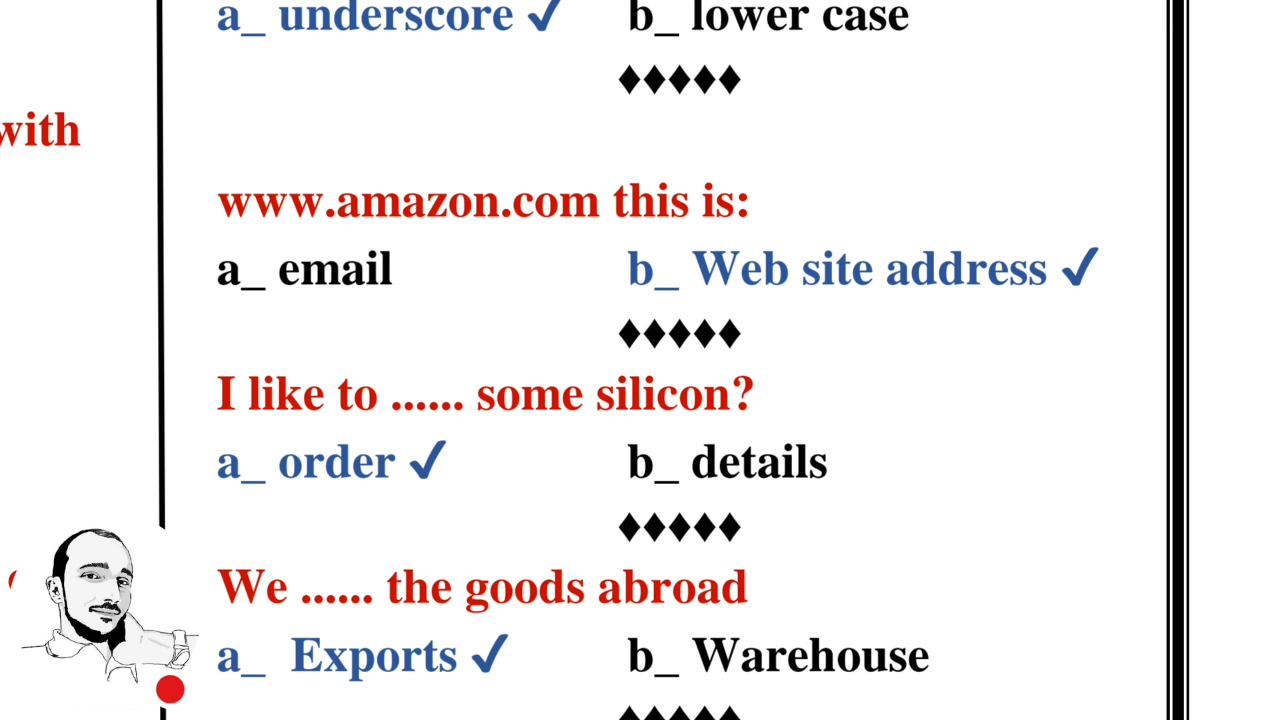 a_ underscore ✓ b_ lower case
♦♦♦♦♦
with
www.amazon.com this is:
a_ email b_ Web site address ✓
♦♦♦♦♦
I like to ...... some silicon?
a_ order ✓ b_ details
♦♦♦♦♦
We ...... the goods abroad
a_ Exports ✓ b_ Warehouse
♦♦♦♦♦